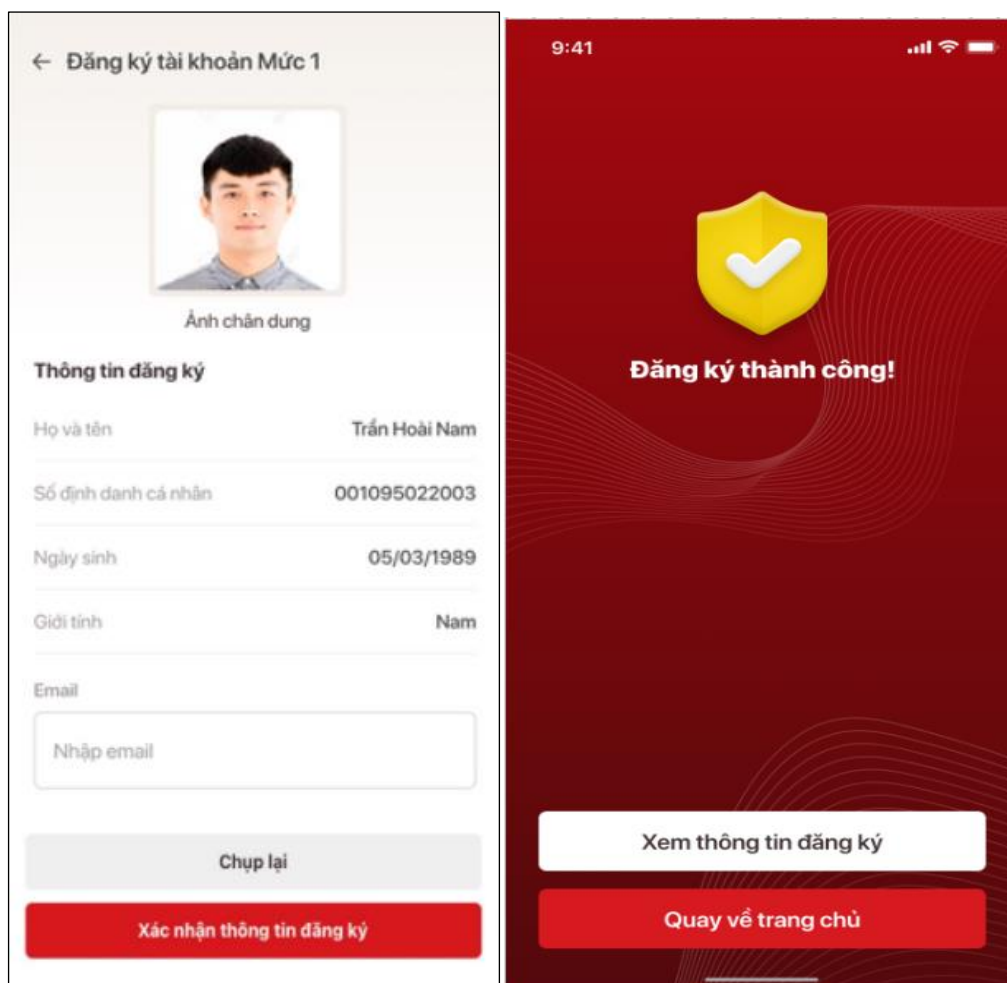 ← Đăng ký tài khoản Mức 1
Ảnh chân dung
Thông tin đăng ký
Họ và tên Trần Hoài Nam
Số định danh cá nhân 001095022003
Ngày sinh 05/03/1989
Giới tính Nam
Email
Nhập email
Chụp lại
Xác nhận thông tin đăng ký
9:41
Đăng ký thành công!
Xem thông tin đăng ký
Quay về trang chủ